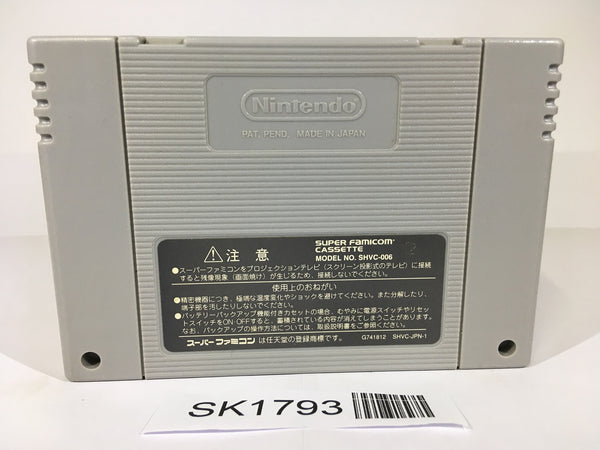 Nintendo
PAT. PEND. MADE IN JAPAN
注意
SUPER FAMICOM
CASSETTE
MODEL NO. SHVC-006
●スーパーファミコンをプロジェクションテレビ(スクリーン投影式のテレビ)に接続
すると残像現象(画面焼け)が生じるため、接続しないでください。
使用上のおねがい
●精密機器につき、極端な温度変化やショックを避けてください。また分解したり、
端子部を汚したりしないでください。
●バッテリーバックアップ機能付きカセットの場合、むやみに電源スイッチやリセッ
トスイッチをON・OFFすると、蓄積されている内容が消えてしまうことがあります。
なお、バックアップの操作方法については、取扱説明書をご参照ください。
スーパーファミコン は任天堂の登録商標です。
G741812 SHVC-JPN-1
SK1793